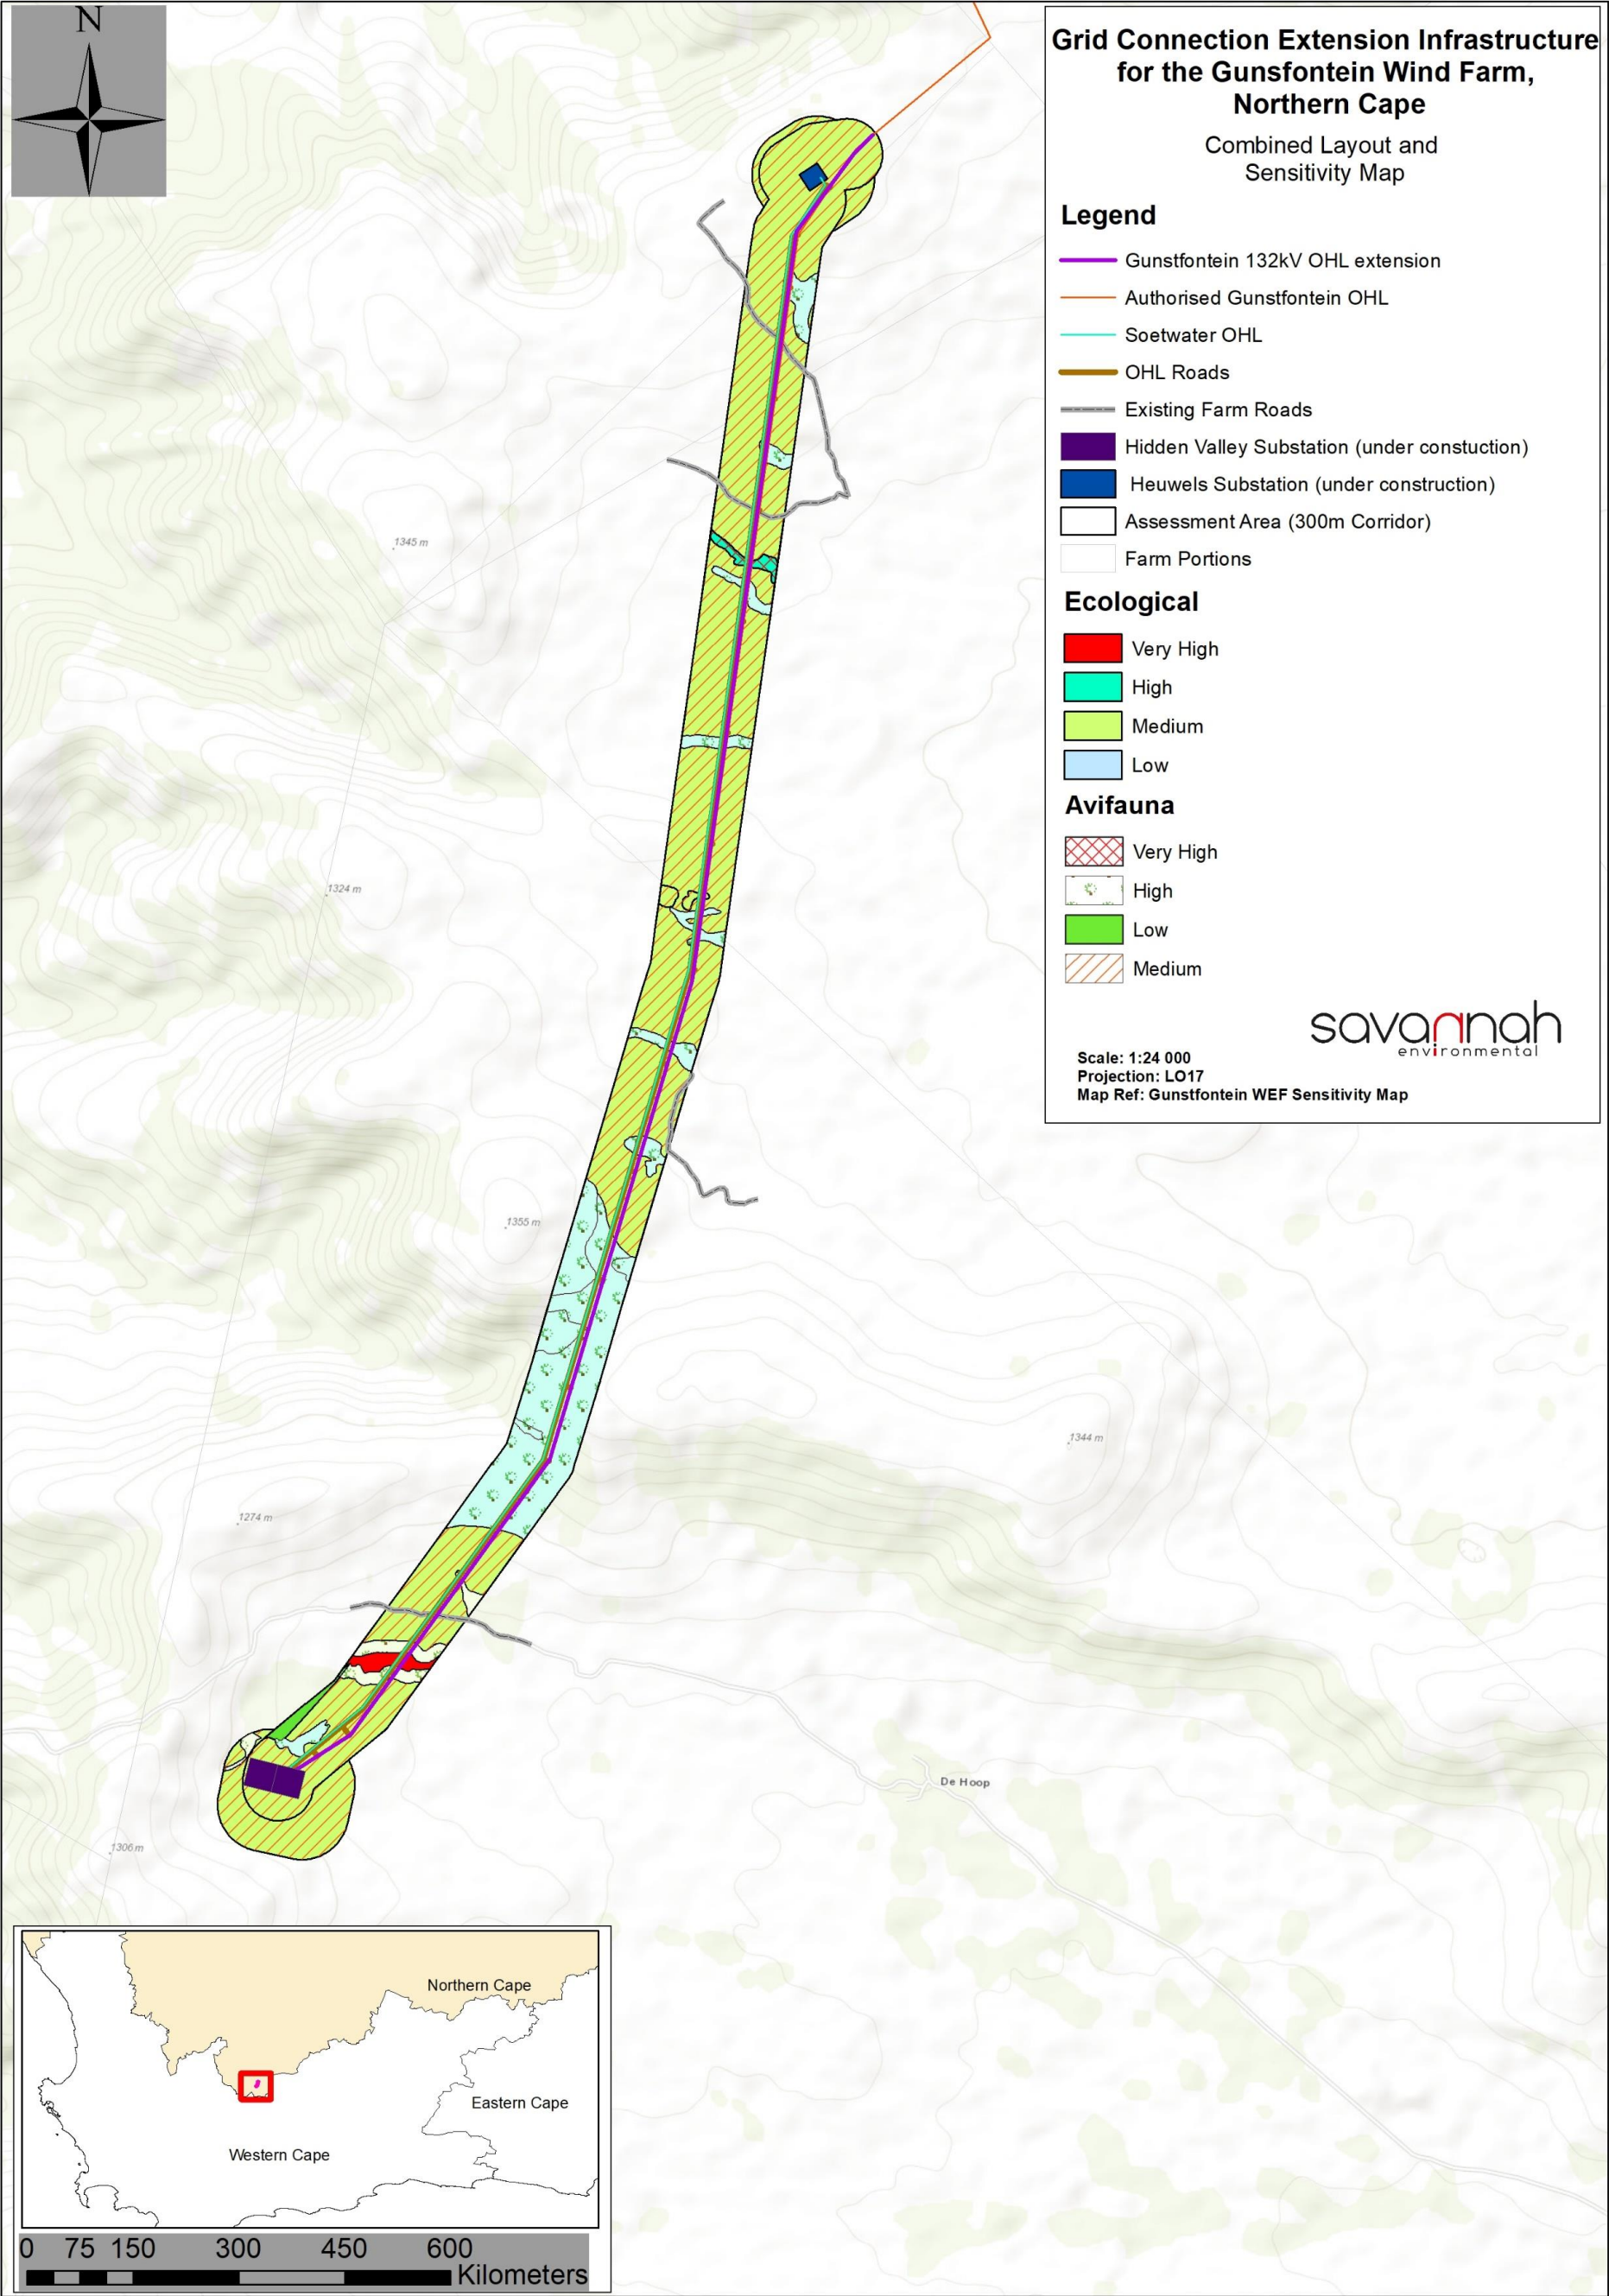 N
Grid Connection Extension Infrastructure
for the Gunsfontein Wind Farm,
Northern Cape
Combined Layout and
Sensitivity Map
Legend
Gunstfontein 132kV OHL extension
Authorised Gunstfontein OHL
Soetwater OHL
OHL Roads
Existing Farm Roads
Hidden Valley Substation (under constuction)
Heuwels Substation (under construction)
Assessment Area (300m Corridor)
Farm Portions
Ecological
Very High
High
Medium
Low
Avifauna
Very High
High
Low
Medium
savannah
environmental
Scale: 1:24 000
Projection: LO17
Map Ref: Gunstfontein WEF Sensitivity Map
1345 m
1324 m
1355 m
1344 m
1274 m
De Hoop
1306 m
Northern Cape
Eastern Cape
Western Cape
0 75 150 300 450 600
Kilometers